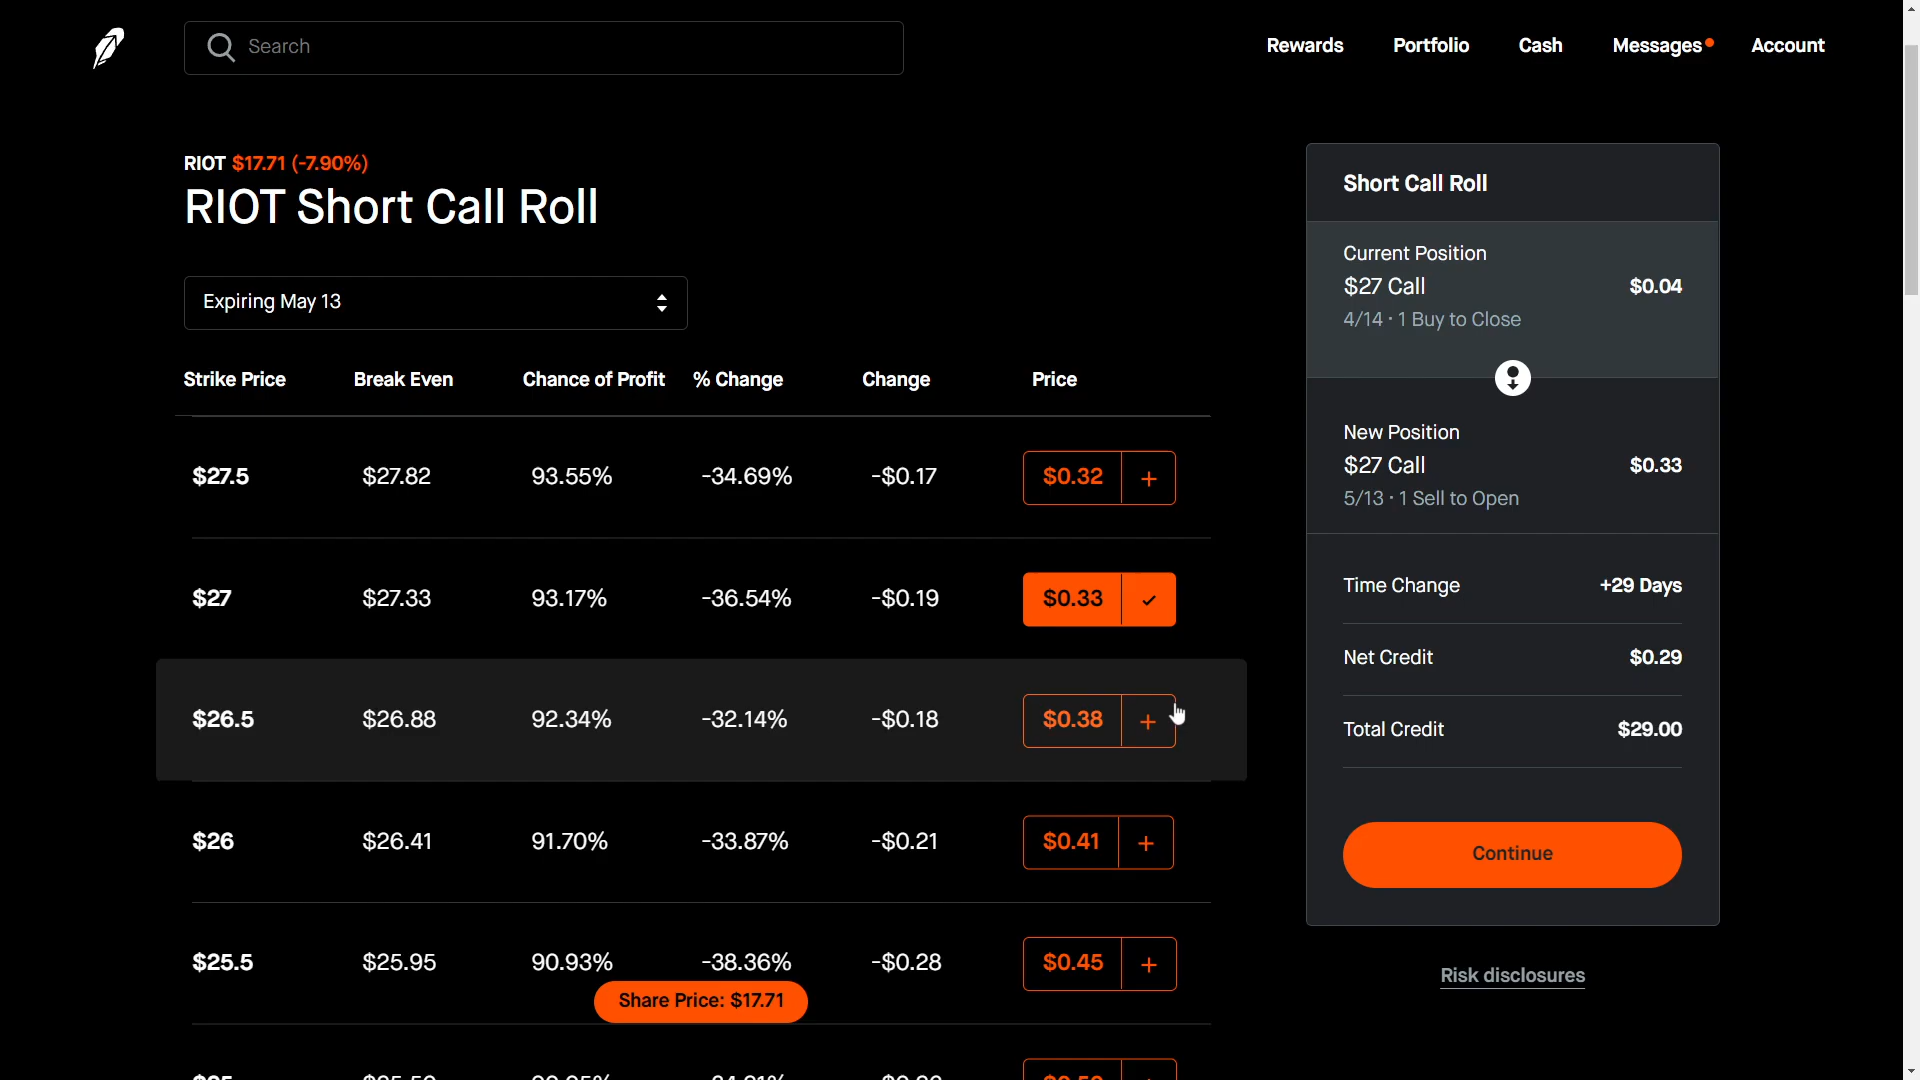 Search
Rewards
Portfolio
Cash
Messages
Account
RIOT $17.71 (-7.90%)
RIOT Short Call Roll
Expiring May 13
Strike Price Break Even Chance of Profit % Change Change Price
$27.5 $27.82 93.55% -34.69% -$0.17 $0.32 +
$27 $27.33 93.17% -36.54% -$0.19 $0.33
$26.5 $26.88 92.34% -32.14% -$0.18 $0.38 +
$26 $26.41 91.70% -33.87% -$0.21 $0.41 +
$25.5 $25.95 90.93% -38.36% -$0.28 $0.45 +
Share Price: $17.71
Short Call Roll
Current Position
$27 Call $0.04
4/14 · 1 Buy to Close
New Position
$27 Call $0.33
5/13 · 1 Sell to Open
Time Change +29 Days
Net Credit $0.29
Total Credit $29.00
Continue
Risk disclosures